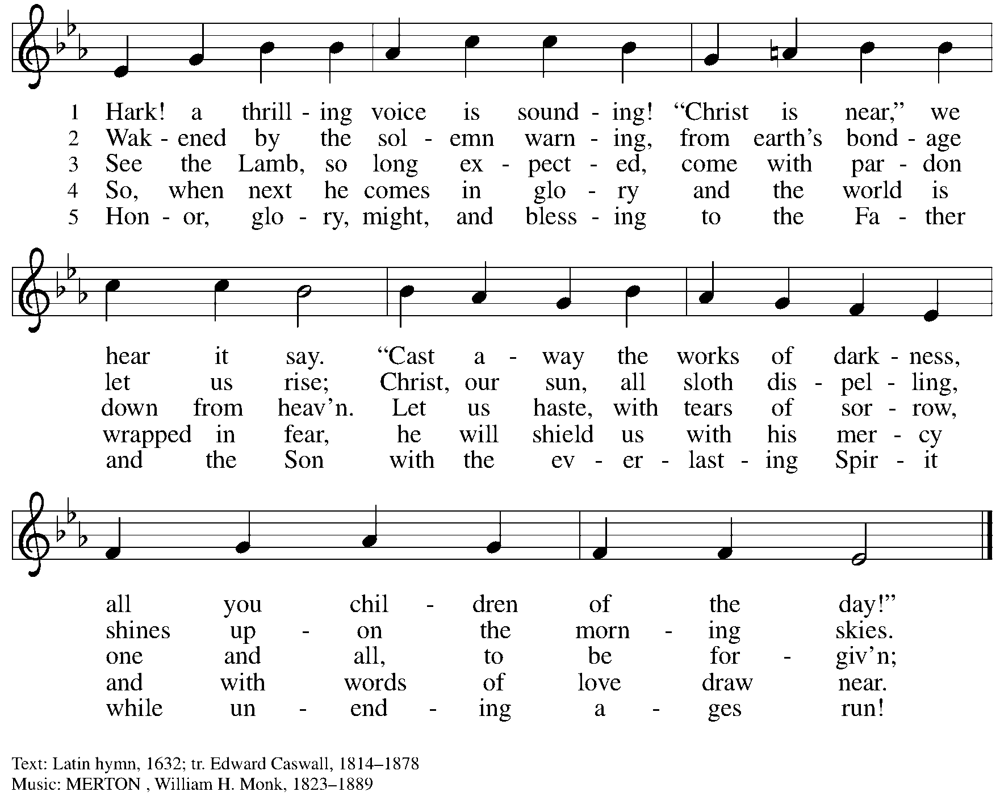 1 Hark! a thrill - ing voice is sound - ing! “Christ is near,” we
2 Wak - ened by the sol - emn warn - ing, from earth’s bond - age
3 See the Lamb, so long ex - pect - ed, come with par - don
4 So, when next he comes in glo - ry and the world is
5 Hon - or, glo - ry, might, and bless - ing to the Fa - ther
hear it say. “Cast a - way the works of dark - ness,
let us rise; Christ, our sun, all sloth dis - pel - ling,
down from heav’n. Let us haste, with tears of sor - row,
wrapped in fear, he will shield us with his mer - cy
and the Son with the ev - er - last - ing Spir - it
all you chil - dren of the day!”
shines up - on the morn - ing skies.
one and all, to be for - giv’n;
and with words of love draw near.
while un - end - ing a - ges run!
Text: Latin hymn, 1632; tr. Edward Caswall, 1814–1878
Music: MERTON , William H. Monk, 1823–1889